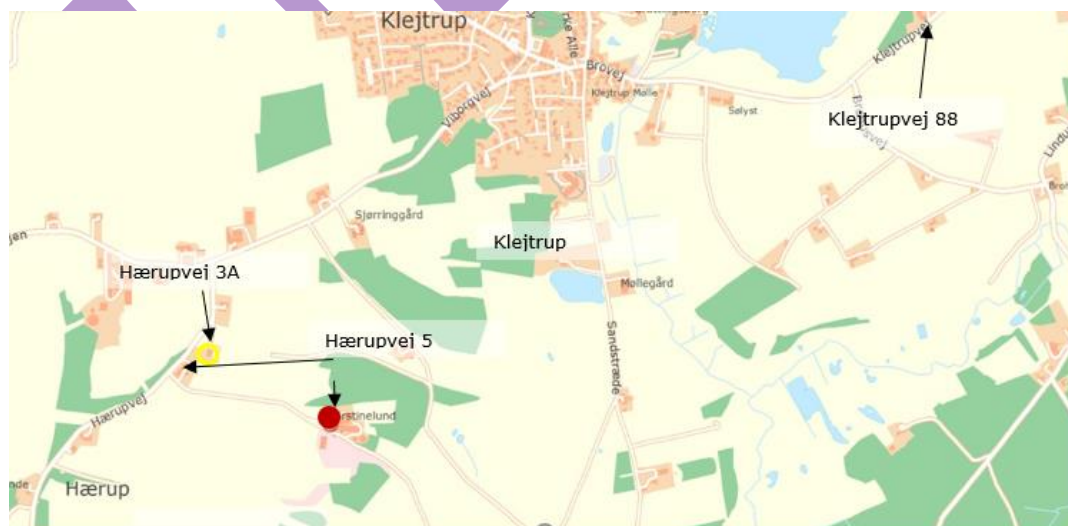 Klejtrup
Brovej
Klejtrup Mølle
Sølyst
Klejtrupvej
Klejtrupvej 88
Viborgvej
Sjørringgård
Klejtrup
Møllegård
Hærupvej 3A
Hærupvej 5
Sandstræde
Hærupvej
Hærup